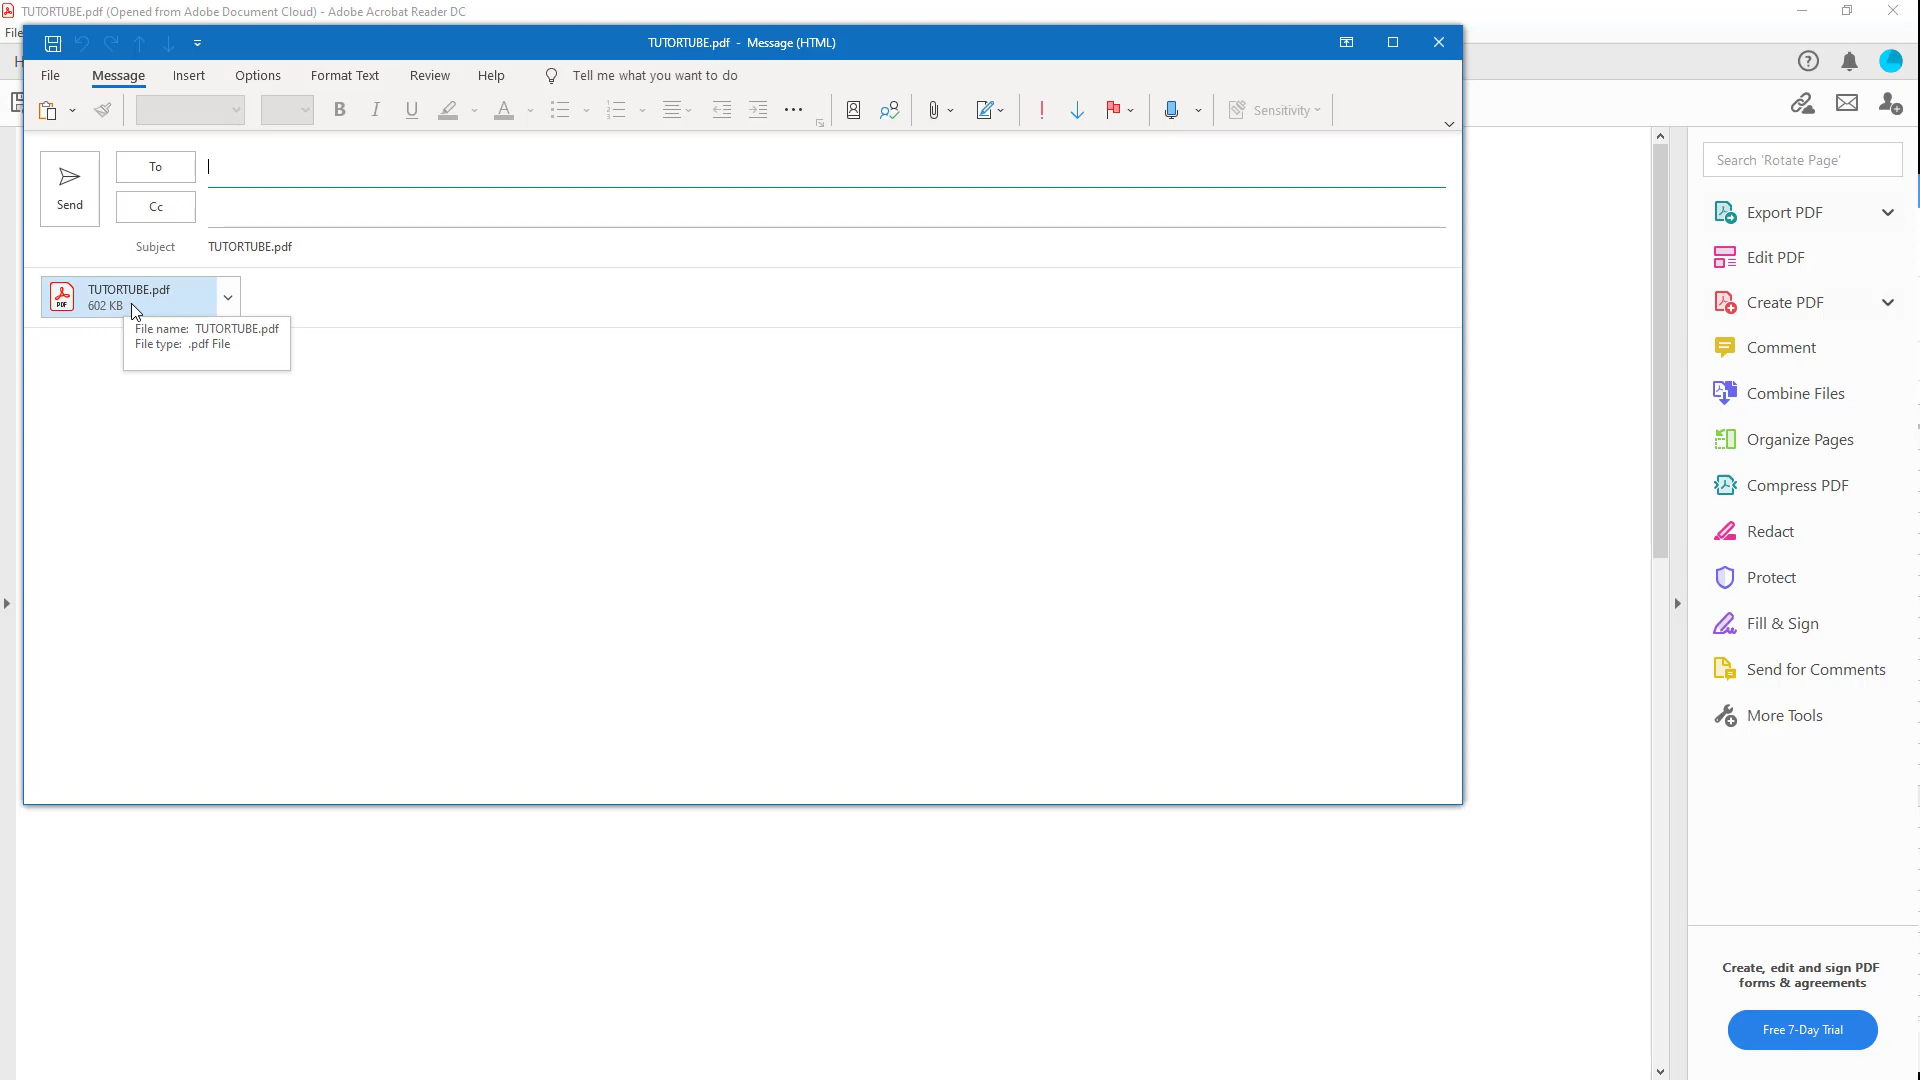 TUTORTUBE.pdf (Opened from Adobe Document Cloud) - Adobe Acrobat Reader DC
TUTORTUBE.pdf - Message (HTML)
File Message Insert Options Format Text Review Help Tell me what you want to do
B I U A Sensitivity
Send
To
Cc
Subject TUTORTUBE.pdf
PDF
TUTORTUBE.pdf
602 KB
File name: TUTORTUBE.pdf
File type: .pdf File
Search 'Rotate Page'
Export PDF
Edit PDF
Create PDF
Comment
Combine Files
Organize Pages
Compress PDF
Redact
Protect
Fill & Sign
Send for Comments
More Tools
Create, edit and sign PDF
forms & agreements
Free 7-Day Trial